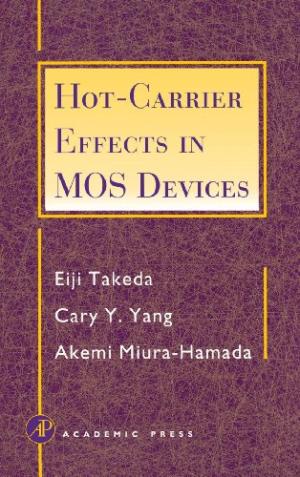 HOT-CARRIER
EFFECTS IN
MOS DEVICES
Eiji Takeda
Cary Y. Yang
Akemi Miura-Hamada
AP ACADEMIC PRESS